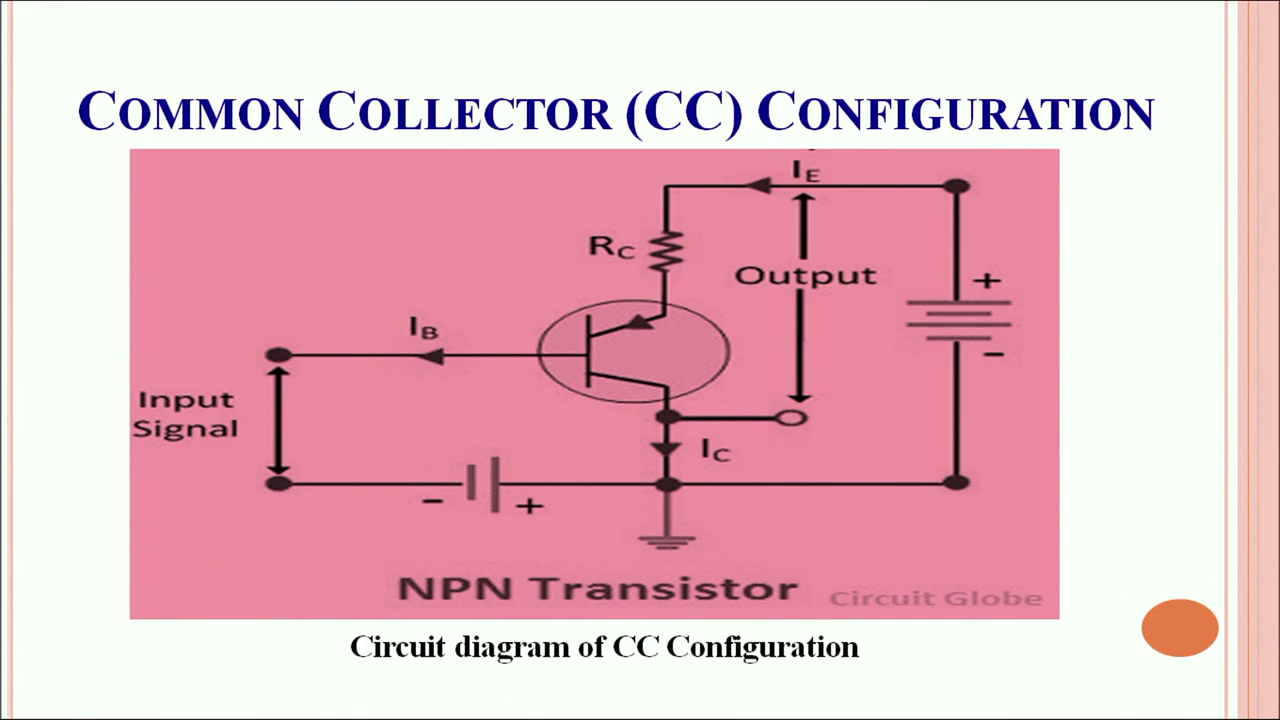 COMMON COLLECTOR (CC) CONFIGURATION
IE
RC
Output
+
IB
-
Input
Signal
IC
-
+
NPN Transistor
Circuit Globe
Circuit diagram of CC Configuration